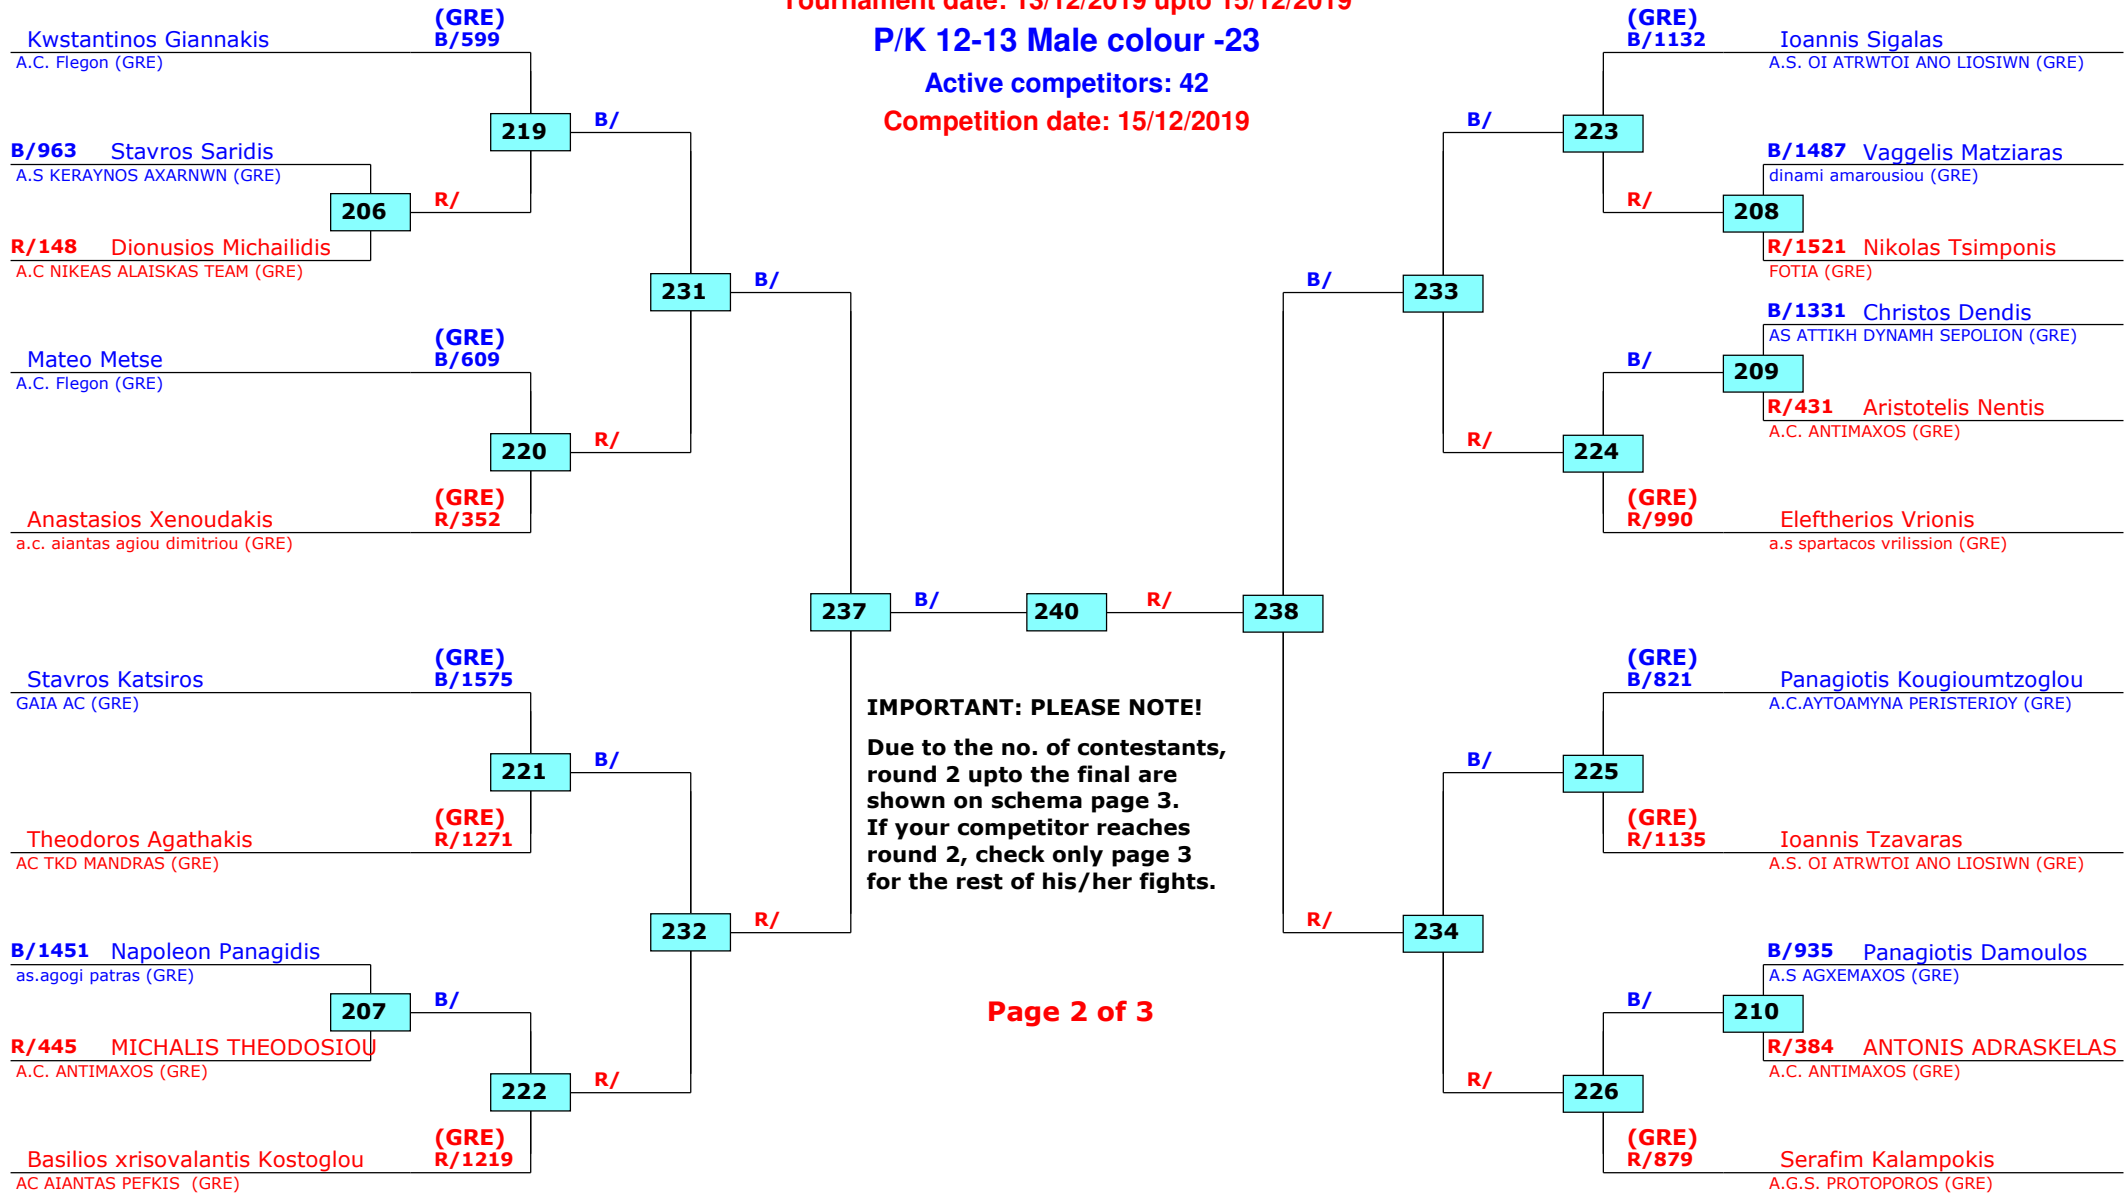 Tournament date: 13/12/2019 upto 15/12/2019
P/K 12-13 Male colour -23
Active competitors: 42
Competition date: 15/12/2019
(GRE)
Kwstantinos Giannakis B/599
A.C. Flegon (GRE)
219
B/
B/963 Stavros Saridis
A.S KERAYNOS AXARNWN (GRE)
206
R/
R/148 Dionusios Michailidis
A.C NIKEAS ALAISKAS TEAM (GRE)
231
B/
(GRE)
Mateo Metse B/609
A.C. Flegon (GRE)
220
R/
(GRE)
Anastasios Xenoudakis R/352
a.c. aiantas agiou dimitriou (GRE)
237
B/
240
R/
238
(GRE)
Stavros Katsiros B/1575
GAIA AC (GRE)
221
B/
(GRE)
Theodoros Agathakis R/1271
AC TKD MANDRAS (GRE)
232
R/
B/1451 Napoleon Panagidis
as.agogi patras (GRE)
207
B/
R/445 MICHALIS THEODOSIOU
A.C. ANTIMAXOS (GRE)
222
R/
(GRE)
Basilios xrisovalantis Kostoglou R/1219
AC AIANTAS PEFKIS (GRE)
IMPORTANT: PLEASE NOTE!
Due to the no. of contestants,
round 2 upto the final are
shown on schema page 3.
If your competitor reaches
round 2, check only page 3
for the rest of his/her fights.
Page 2 of 3
(GRE)
B/1132 Ioannis Sigalas
A.S. OI ATRWTOI ANO LIOSIWN (GRE)
B/
223
B/1487 Vaggelis Matziaras
dinami amarousiou (GRE)
R/
208
R/1521 Nikolas Tsimponis
FOTIA (GRE)
B/
233
B/1331 Christos Dendis
AS ATTIKH DYNAMH SEPOLION (GRE)
B/
209
R/431 Aristotelis Nentis
A.C. ANTIMAXOS (GRE)
R/
224
(GRE)
R/990 Eleftherios Vrionis
a.s spartacos vrilission (GRE)
(GRE)
B/821 Panagiotis Kougioumtzoglou
A.C.AYTOAMYNA PERISTERIOY (GRE)
B/
225
(GRE)
R/1135 Ioannis Tzavaras
A.S. OI ATRWTOI ANO LIOSIWN (GRE)
R/
234
B/935 Panagiotis Damoulos
A.S AGXEMAXOS (GRE)
B/
210
R/384 ANTONIS ADRASKELAS
A.C. ANTIMAXOS (GRE)
R/
226
(GRE)
R/879 Serafim Kalampokis
A.G.S. PROTOPOROS (GRE)